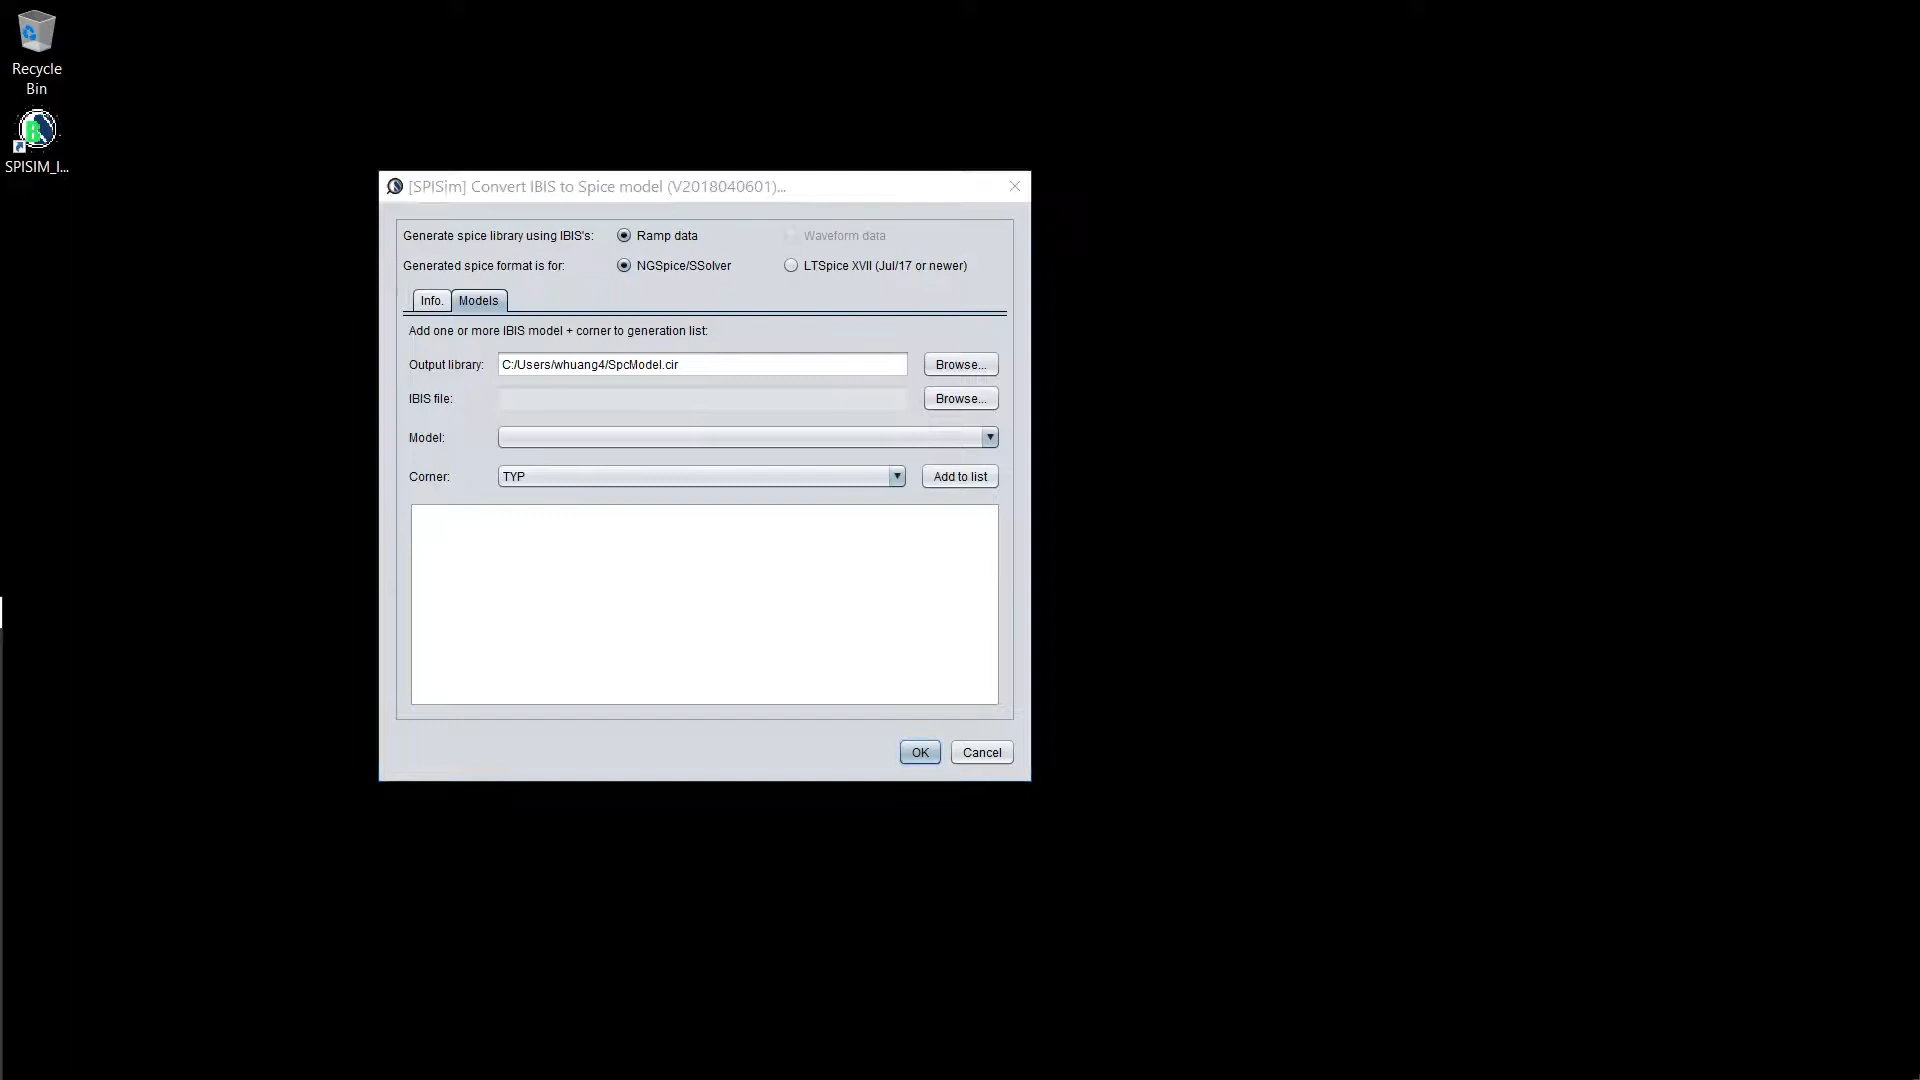 Recycle
Bin
SPISIM_I...
[SPISim] Convert IBIS to Spice model (V2018040601)...
Generate spice library using IBIS's: Ramp data Waveform data
Generated spice format is for: NGSpice/SSolver LTSpice XVII (Jul/17 or newer)
Info. Models
Add one or more IBIS model + corner to generation list:
Output library: C:/Users/whuang4/SpcModel.cir Browse...
IBIS file: Browse...
Model:
Corner: TYP Add to list
OK Cancel